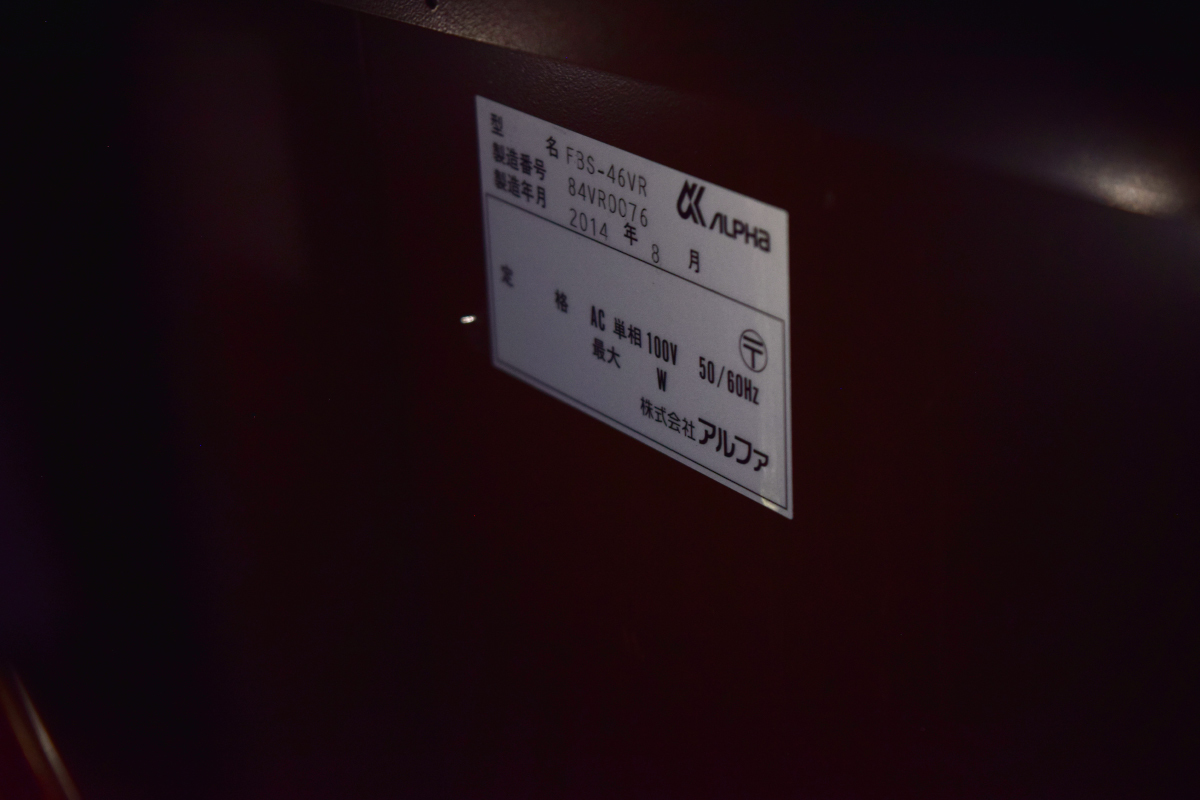 型 名 FBS-46VR
製造番号 84VR0076
製造年月 2014 年 8 月
ALPHA
定 格 AC 単相 100V 50/60Hz
最大 W
株式会社 アルファ